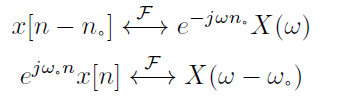 x[n − n∘] ⟷^ℱ e^{−jωn∘} X(ω)
e^{jω∘n} x[n] ⟷^ℱ X(ω − ω∘)